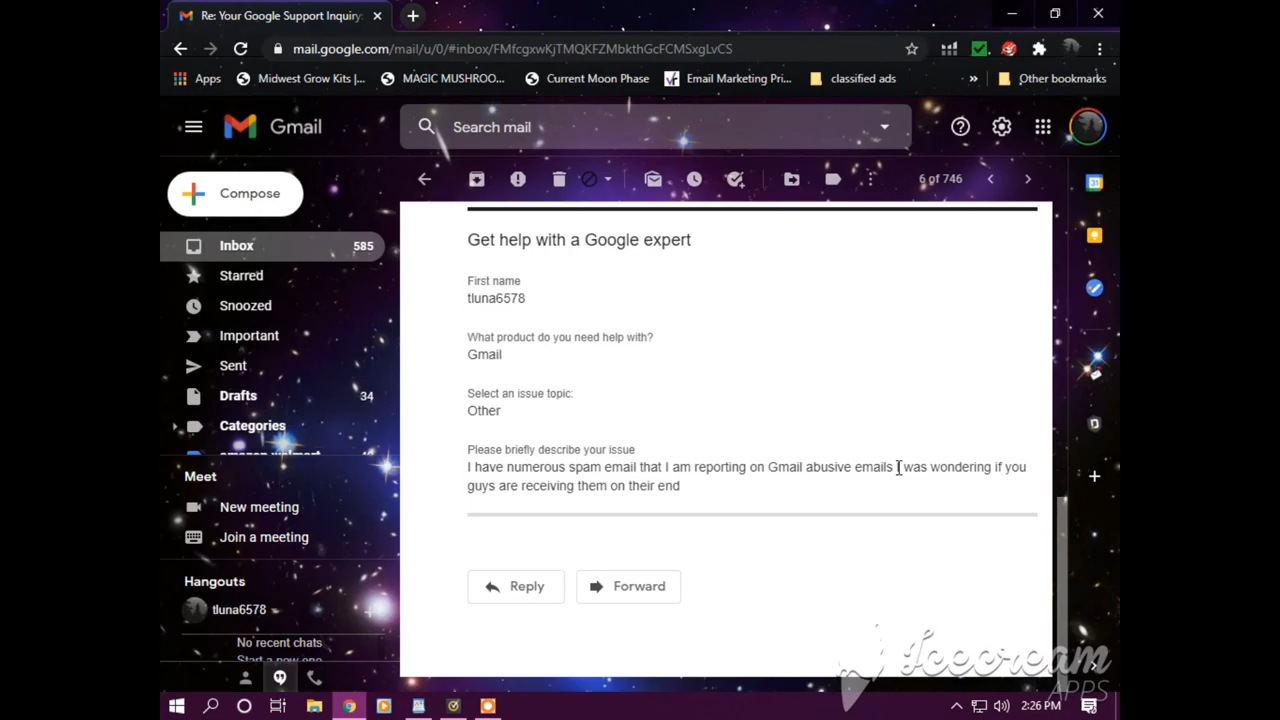 Re: Your Google Support Inquiry
mail.google.com/mail/u/0/#inbox/FMfcgxwKjTMQKFZMbkthGcFCMSxgLvCS
Apps Midwest Grow Kits |... MAGIC MUSHROO... Current Moon Phase Email Marketing Pri... classified ads » Other bookmarks
Gmail
Search mail
6 of 746
Compose
Inbox 585
Starred
Snoozed
Important
Sent
Drafts 34
Categories
amazon walmart
Meet
New meeting
Join a meeting
Hangouts
tluna6578
No recent chats
Start a new one
Get help with a Google expert
First name
tluna6578
What product do you need help with?
Gmail
Select an issue topic:
Other
Please briefly describe your issue
I have numerous spam email that I am reporting on Gmail abusive emails I was wondering if you
guys are receiving them on their end
Reply Forward
Icecream
APPS
2:26 PM